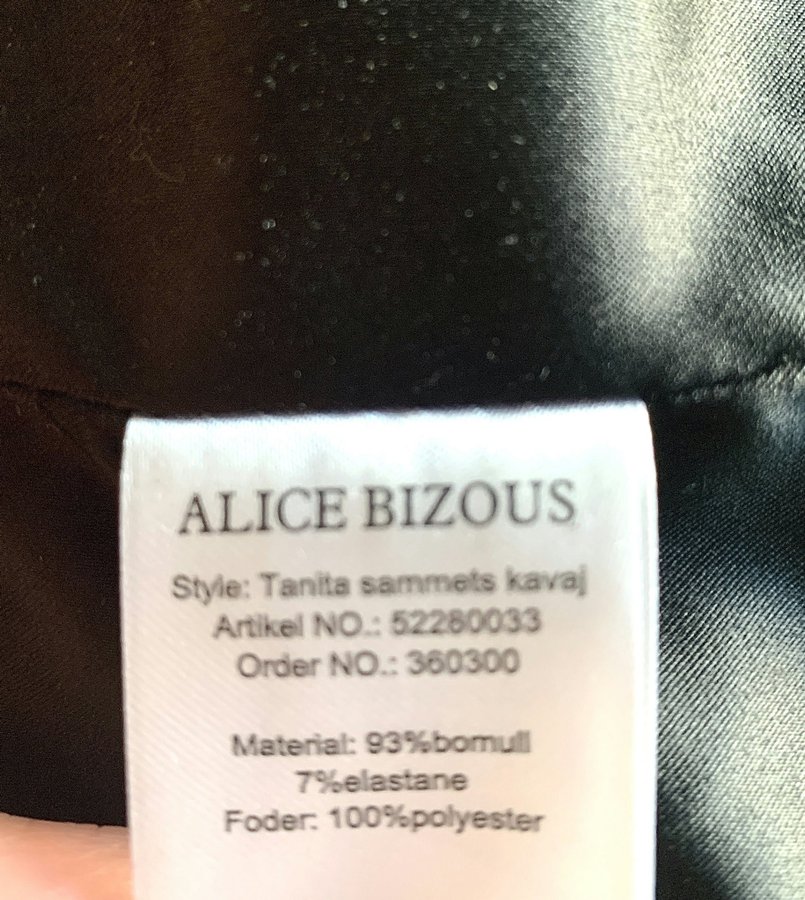 ALICE BIZOUS
Style: Tanita sammets kavaj
Artikel NO.: 52280033
Order NO.: 360300
Material: 93%bomull
7%elastane
Foder: 100%polyester